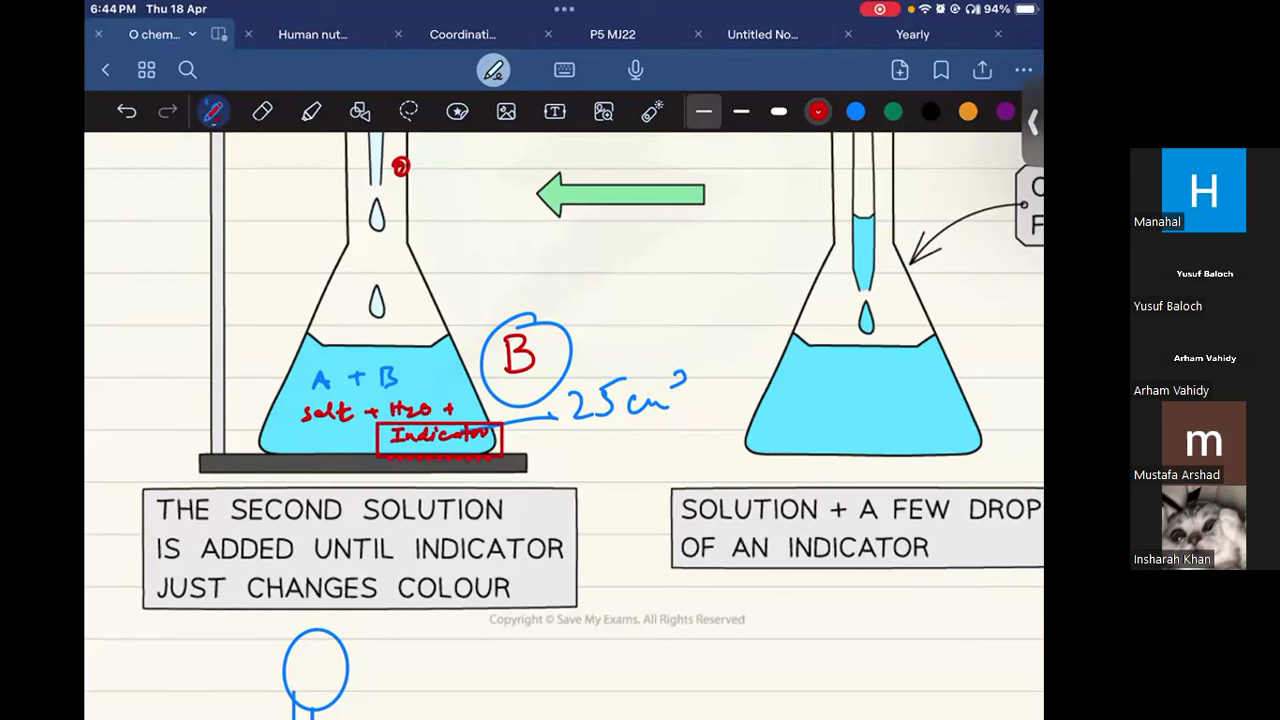 6:44 PM Thu 18 Apr
94%
O chem...
Human nut...
Coordinati...
P5 MJ22
Untitled No...
Yearly
B
A + B
25 cm³
salt + H2O +
Indicator
THE SECOND SOLUTION
IS ADDED UNTIL INDICATOR
JUST CHANGES COLOUR
SOLUTION + A FEW DROP
OF AN INDICATOR
Copyright © Save My Exams. All Rights Reserved
H
Manahal
Yusuf Baloch
Yusuf Baloch
Arham Vahidy
Arham Vahidy
m
Mustafa Arshad
Insharah Khan